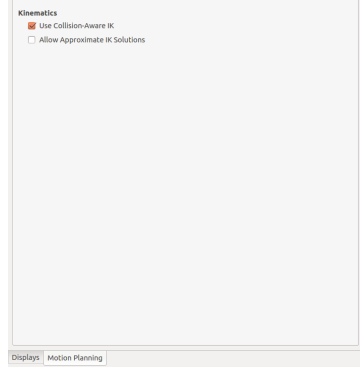 Kinematics
Use Collision-Aware IK
Allow Approximate IK Solutions
Displays Motion Planning